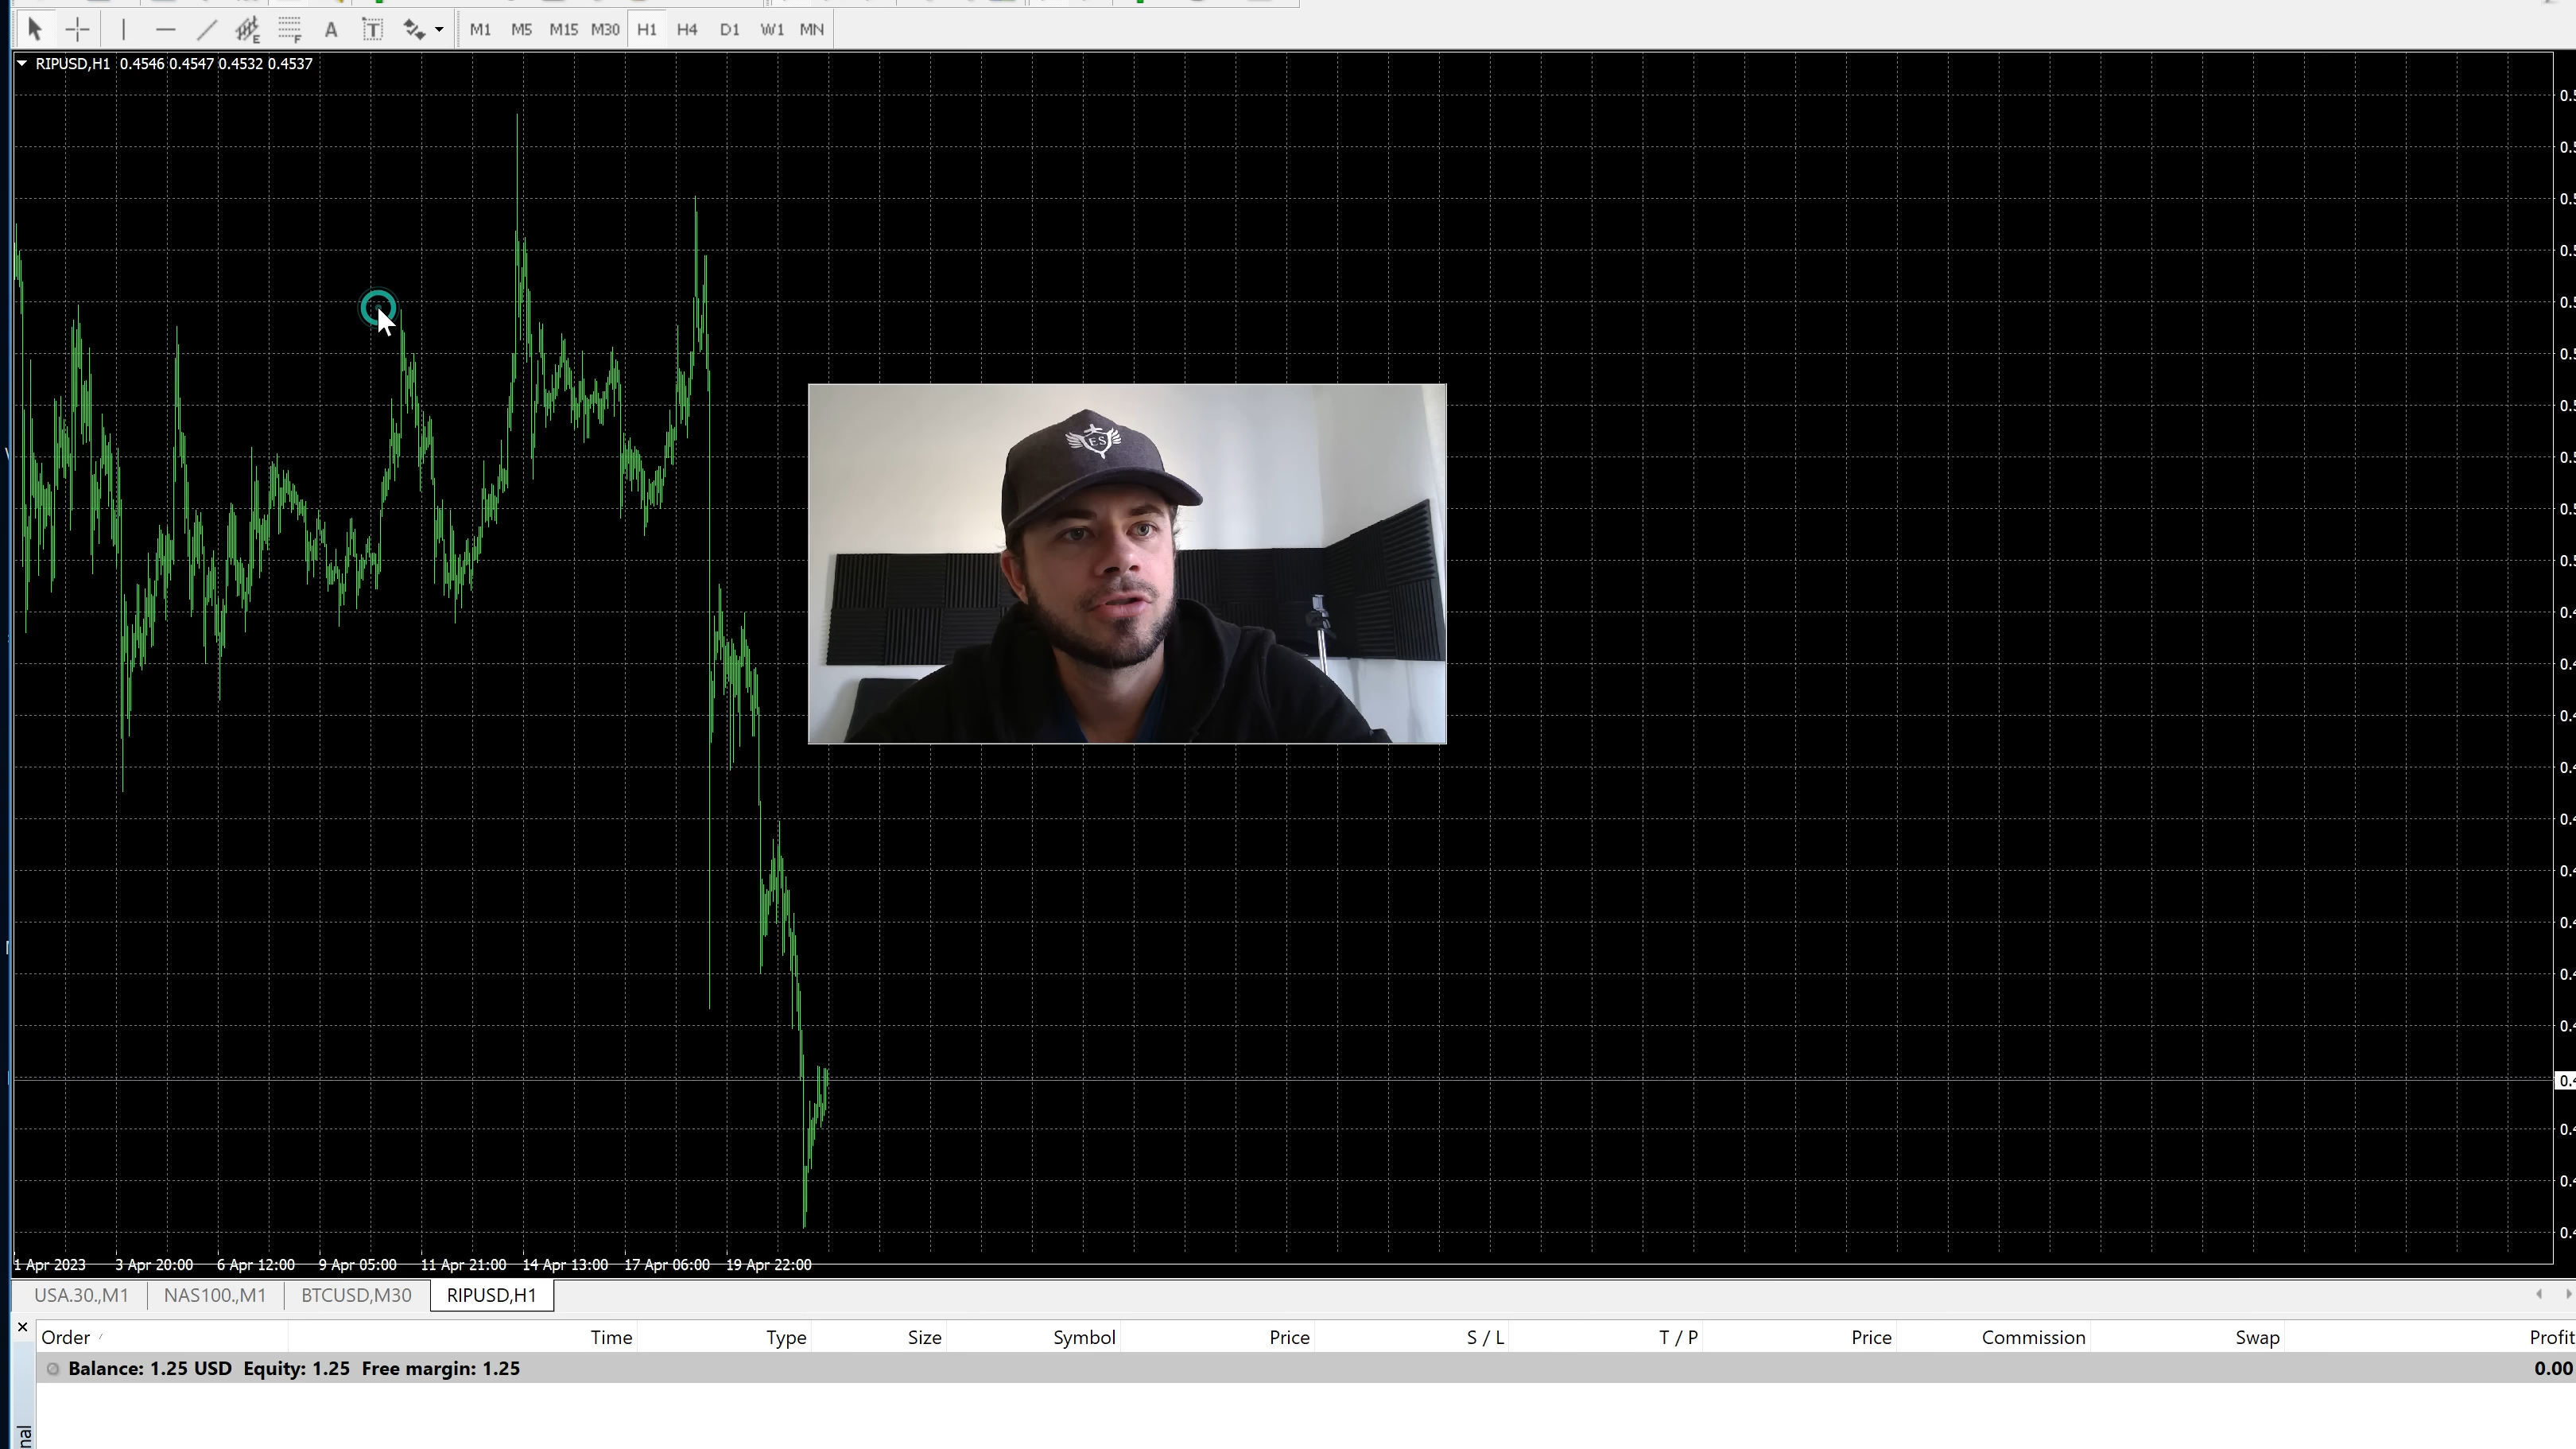 M1 M5 M15 M30 H1 H4 D1 W1 MN
RIPUSD,H1 0.4546 0.4547 0.4532 0.4537
ES
1 Apr 2023 3 Apr 20:00 6 Apr 12:00 9 Apr 05:00 11 Apr 21:00 14 Apr 13:00 17 Apr 06:00 19 Apr 22:00
USA.30.,M1 NAS100.,M1 BTCUSD,M30 RIPUSD,H1
Order Time Type Size Symbol Price S / L T / P Price Commission Swap Profit
Balance: 1.25 USD Equity: 1.25 Free margin: 1.25 0.00